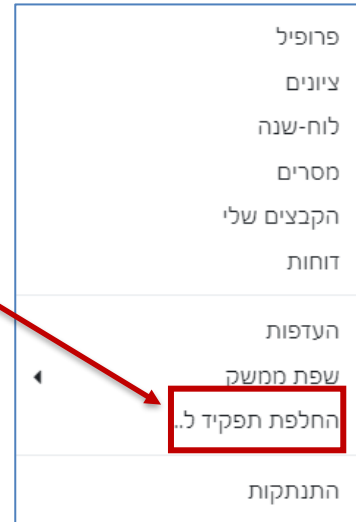 פרופיל
ציונים
לוח-שנה
מסרים
הקבצים שלי
דוחות
העדפות
שפת ממשק
החלפת תפקיד ל..
התנתקות